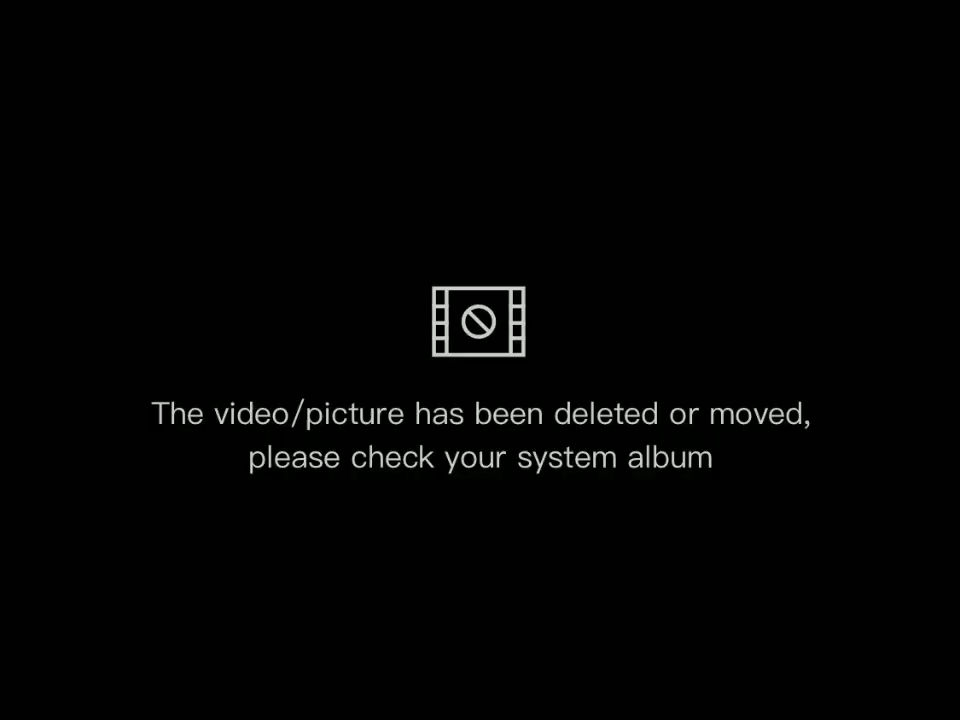 The video/picture has been deleted or moved,
please check your system album